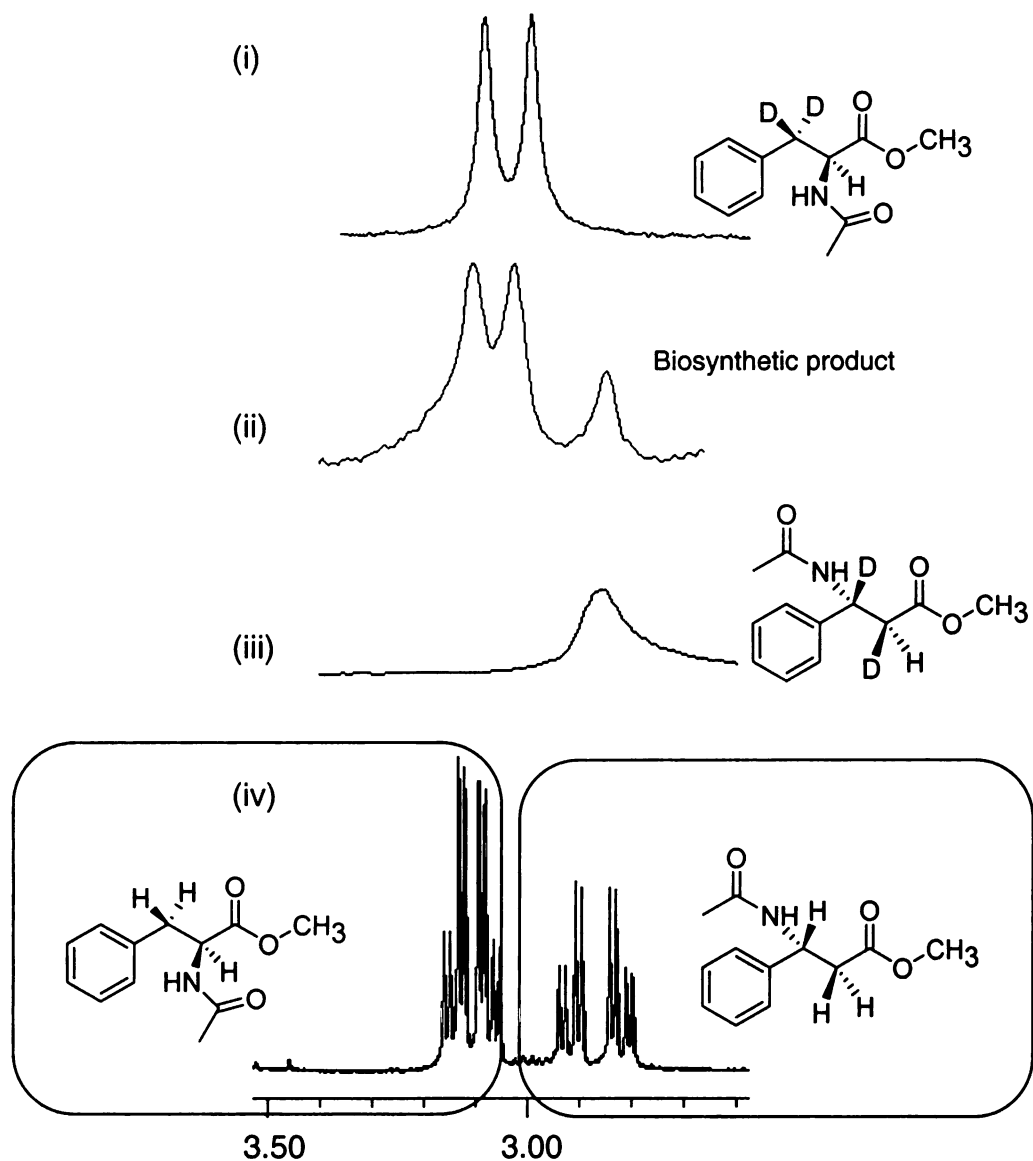 (i)
D D O
O CH3
HN H
O
(ii)
Biosynthetic product
(iii)
O
NH D O
O CH3
D H
(iv)
H H O
O CH3
HN H
O
O
NH H O
O CH3
H H
3.50 3.00